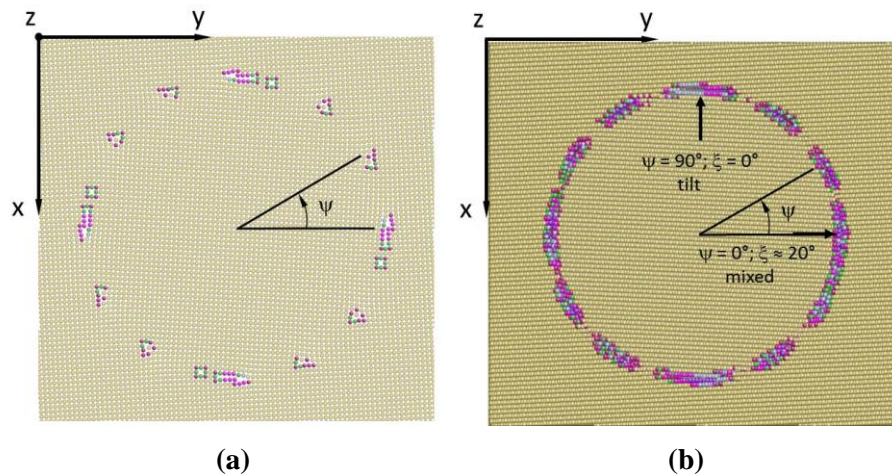 z
y
x
ψ
(a)
z
y
x
ψ = 90°; ξ = 0°
tilt
ψ
ψ = 0°; ξ ≈ 20°
mixed
(b)